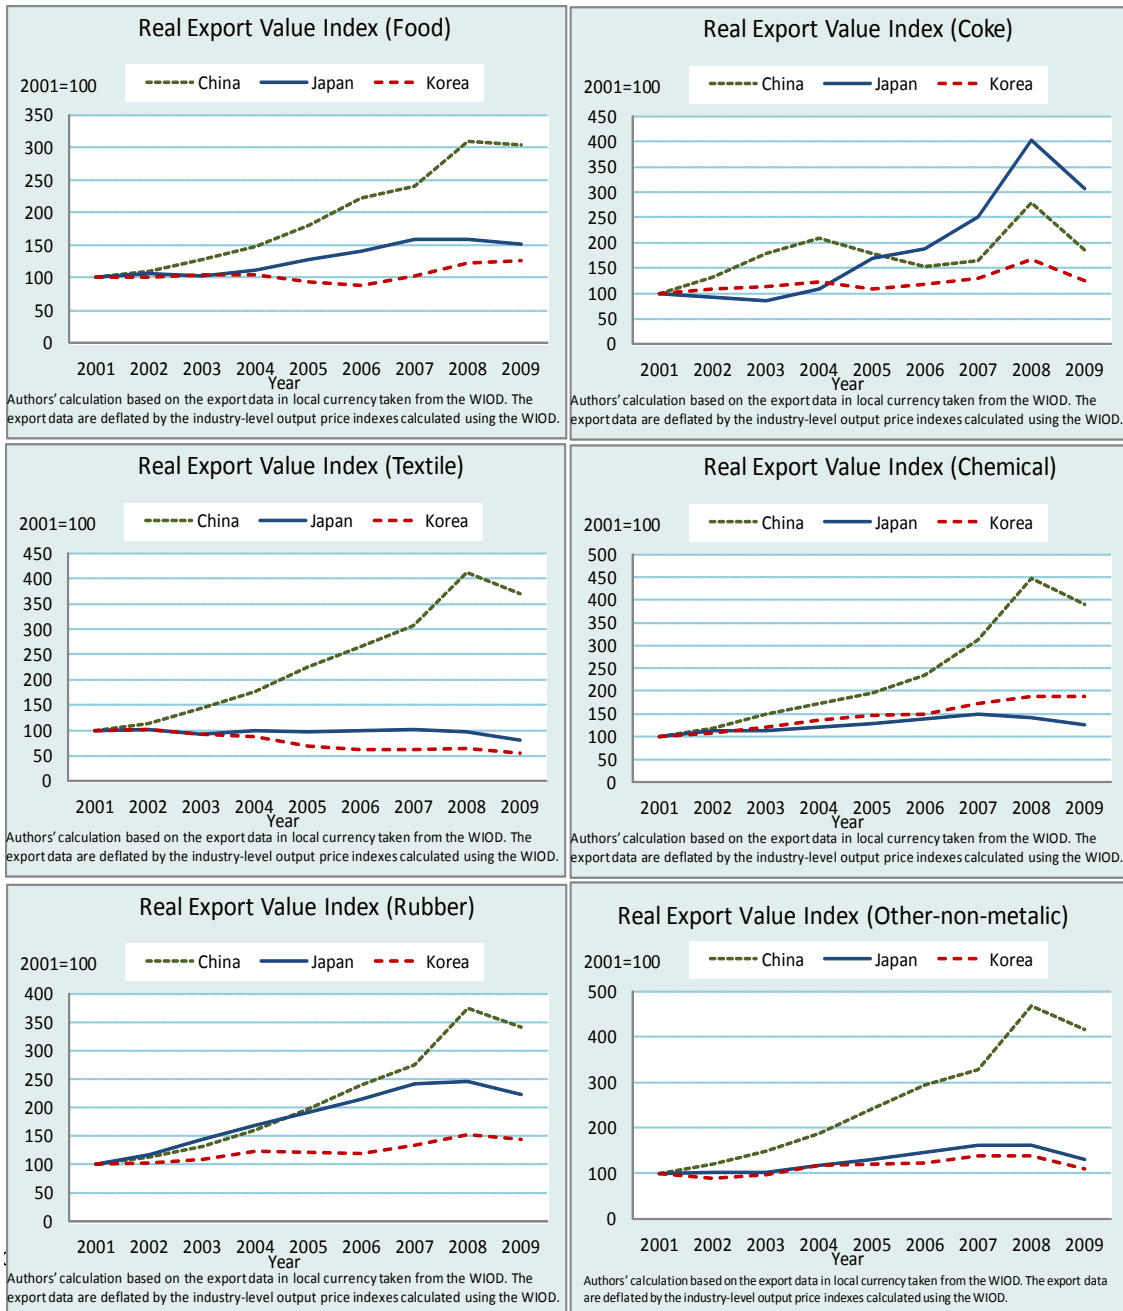 Real Export Value Index (Food)
2001=100
China Japan Korea
350
300
250
200
150
100
50
0
2001 2002 2003 2004 2005 2006 2007 2008 2009
Year
Authors' calculation based on the export data in local currency taken from the WIOD. The
export data are deflated by the industry-level output price indexes calculated using the WIOD.
Real Export Value Index (Coke)
2001=100
China Japan Korea
450
400
350
300
250
200
150
100
50
0
2001 2002 2003 2004 2005 2006 2007 2008 2009
Year
Authors' calculation based on the export data in local currency taken from the WIOD. The
export data are deflated by the industry-level output price indexes calculated using the WIOD.
Real Export Value Index (Textile)
2001=100
China Japan Korea
450
400
350
300
250
200
150
100
50
0
2001 2002 2003 2004 2005 2006 2007 2008 2009
Year
Authors' calculation based on the export data in local currency taken from the WIOD. The
export data are deflated by the industry-level output price indexes calculated using the WIOD.
Real Export Value Index (Chemical)
2001=100
China Japan Korea
500
450
400
350
300
250
200
150
100
50
0
2001 2002 2003 2004 2005 2006 2007 2008 2009
Year
Authors' calculation based on the export data in local currency taken from the WIOD. The
export data are deflated by the industry-level output price indexes calculated using the WIOD.
Real Export Value Index (Rubber)
2001=100
China Japan Korea
400
350
300
250
200
150
100
50
0
2001 2002 2003 2004 2005 2006 2007 2008 2009
Year
Authors' calculation based on the export data in local currency taken from the WIOD. The
export data are deflated by the industry-level output price indexes calculated using the WIOD.
Real Export Value Index (Other-non-metalic)
2001=100
China Japan Korea
500
400
300
200
100
0
2001 2002 2003 2004 2005 2006 2007 2008 2009
Year
Authors' calculation based on the export data in local currency taken from the WIOD. The export data
are deflated by the industry-level output price indexes calculated using the WIOD.